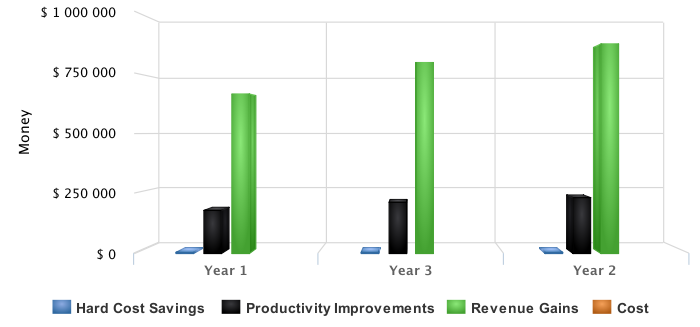 $ 1 000 000
$ 750 000
$ 500 000
$ 250 000
$ 0
Money
Year 1 Year 3 Year 2
Hard Cost Savings Productivity Improvements Revenue Gains Cost